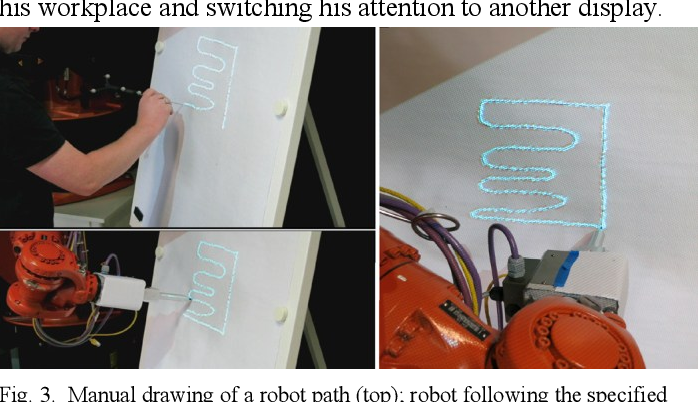 his workplace and switching his attention to another display.
Fig. 3. Manual drawing of a robot path (top); robot following the specified